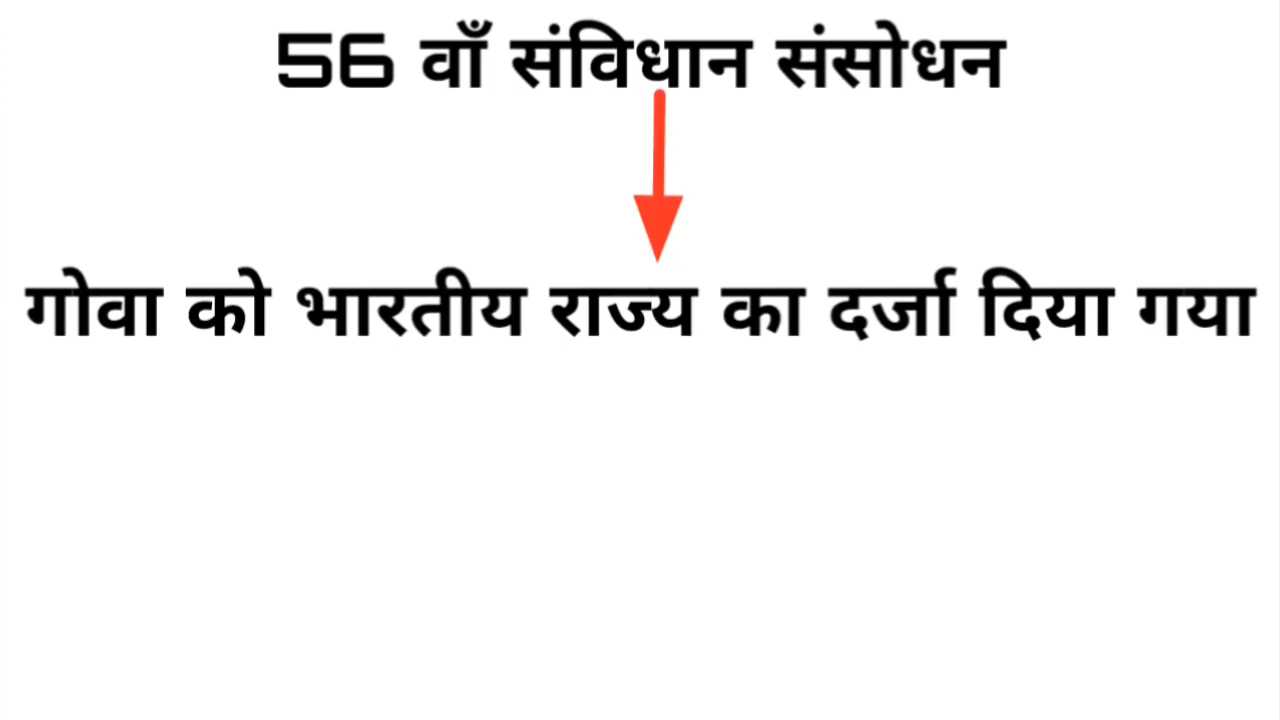 56 वाँ संविधान संसोधन
गोवा को भारतीय राज्य का दर्जा दिया गया